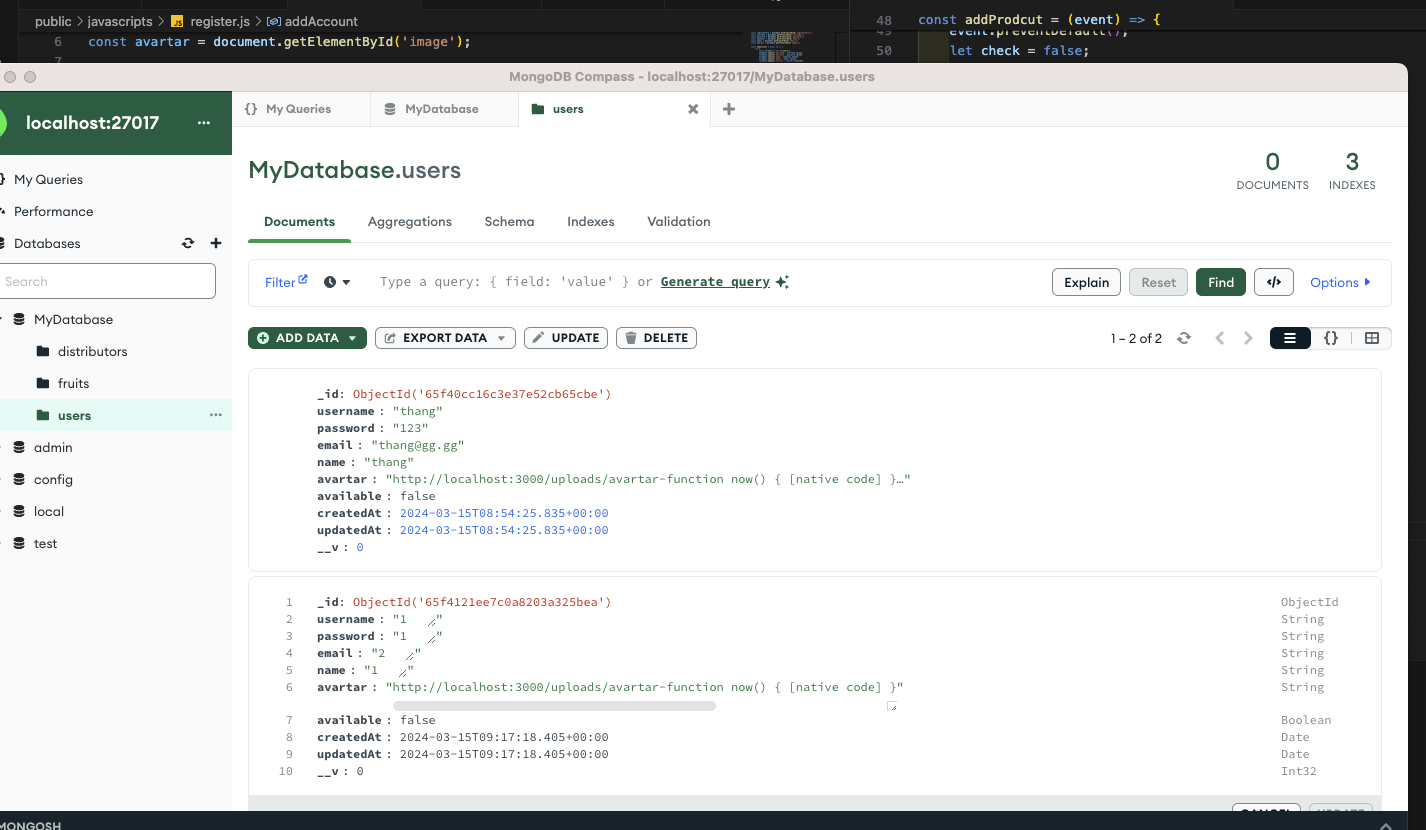 public > javascripts > JS register.js > addAccount
6 const avartar = document.getElementById('image');
7
48 const addProdcut = (event) => {
49 event.preventDefault();
50 let check = false;
MongoDB Compass - localhost:27017/MyDatabase.users
localhost:27017 ...
{} My Queries
MyDatabase
users
My Queries
Performance
Databases
Search
MyDatabase
distributors
fruits
users
admin
config
local
test
MyDatabase.users
0 DOCUMENTS
3 INDEXES
Documents Aggregations Schema Indexes Validation
Filter Type a query: { field: 'value' } or Generate query Explain Reset Find </> Options
ADD DATA EXPORT DATA UPDATE DELETE 1 – 2 of 2 {}
_id: ObjectId('65f40cc16c3e37e52cb65cbe')
username : "thang"
password : "123"
email : "thang@gg.gg"
name : "thang"
avartar : "http://localhost:3000/uploads/avartar-function now() { [native code] }…"
available : false
createdAt : 2024-03-15T08:54:25.835+00:00
updatedAt : 2024-03-15T08:54:25.835+00:00
__v : 0
1 _id: ObjectId('65f4121ee7c0a8203a325bea') ObjectId
2 username : "1" String
3 password : "1" String
4 email : "2" String
5 name : "1" String
6 avartar : "http://localhost:3000/uploads/avartar-function now() { [native code] }" String
7 available : false Boolean
8 createdAt : 2024-03-15T09:17:18.405+00:00 Date
9 updatedAt : 2024-03-15T09:17:18.405+00:00 Date
10 __v : 0 Int32
CANCEL UPDATE
MONGOSH